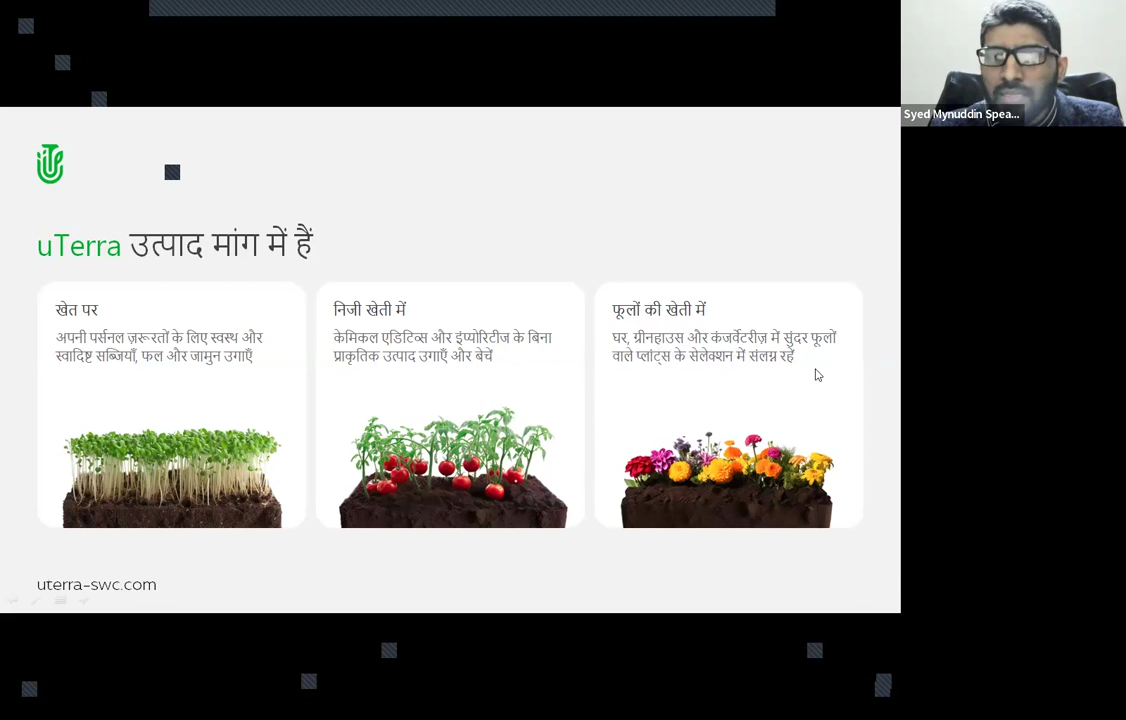 Syed Mynuddin Spea...
uTerra उत्पाद मांग में हैं
खेत पर
अपनी पर्सनल ज़रूरतों के लिए स्वस्थ और
स्वादिष्ट सब्जियाँ, फल और जामुन उगाएँ
निजी खेती में
केमिकल एडिटिव्स और इंप्योरिटीज के बिना
प्राकृतिक उत्पाद उगाएँ और बेचें
फूलों की खेती में
घर, ग्रीनहाउस और कंजर्वेटरीज़ में सुंदर फूलों
वाले प्लांट्स के सेलेक्शन में संलग्न रहें
uterra-swc.com